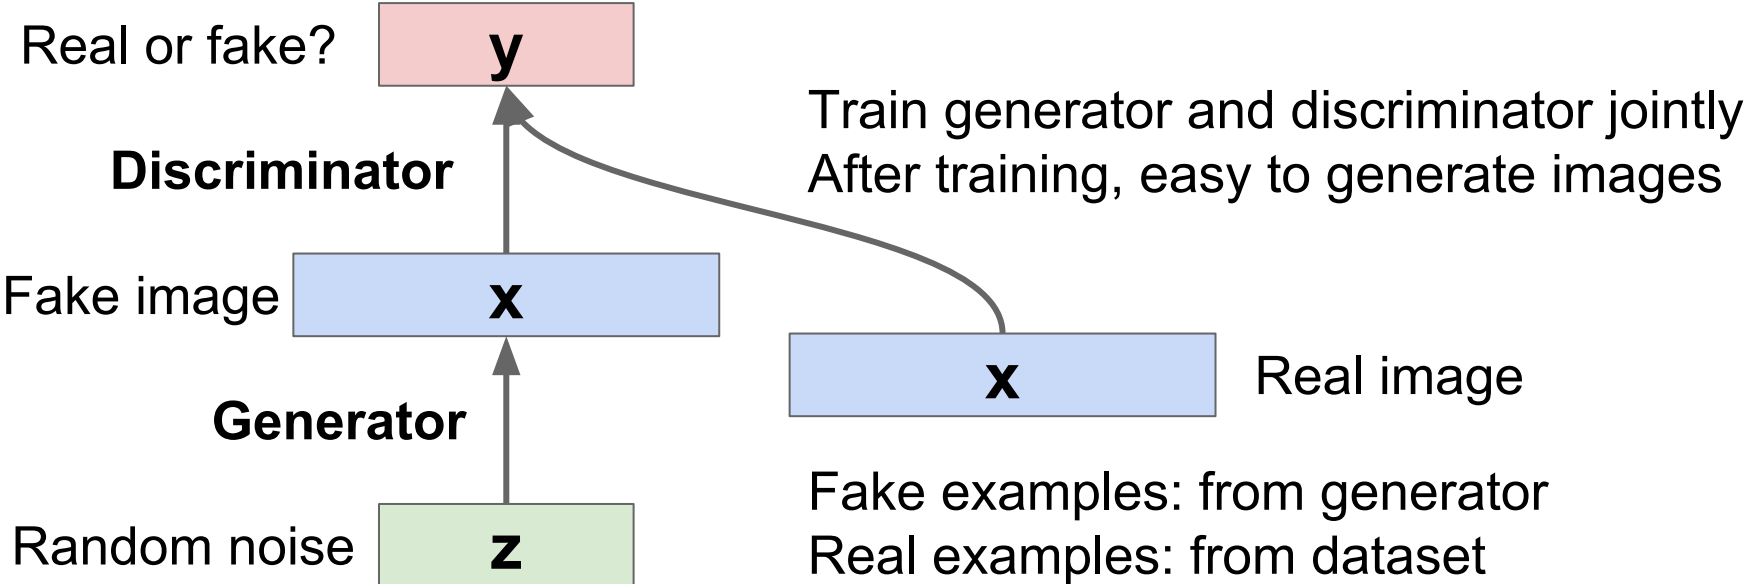 Real or fake?
y
Train generator and discriminator jointly
Discriminator
After training, easy to generate images
Fake image
x
x
Real image
Generator
Fake examples: from generator
Random noise
z
Real examples: from dataset